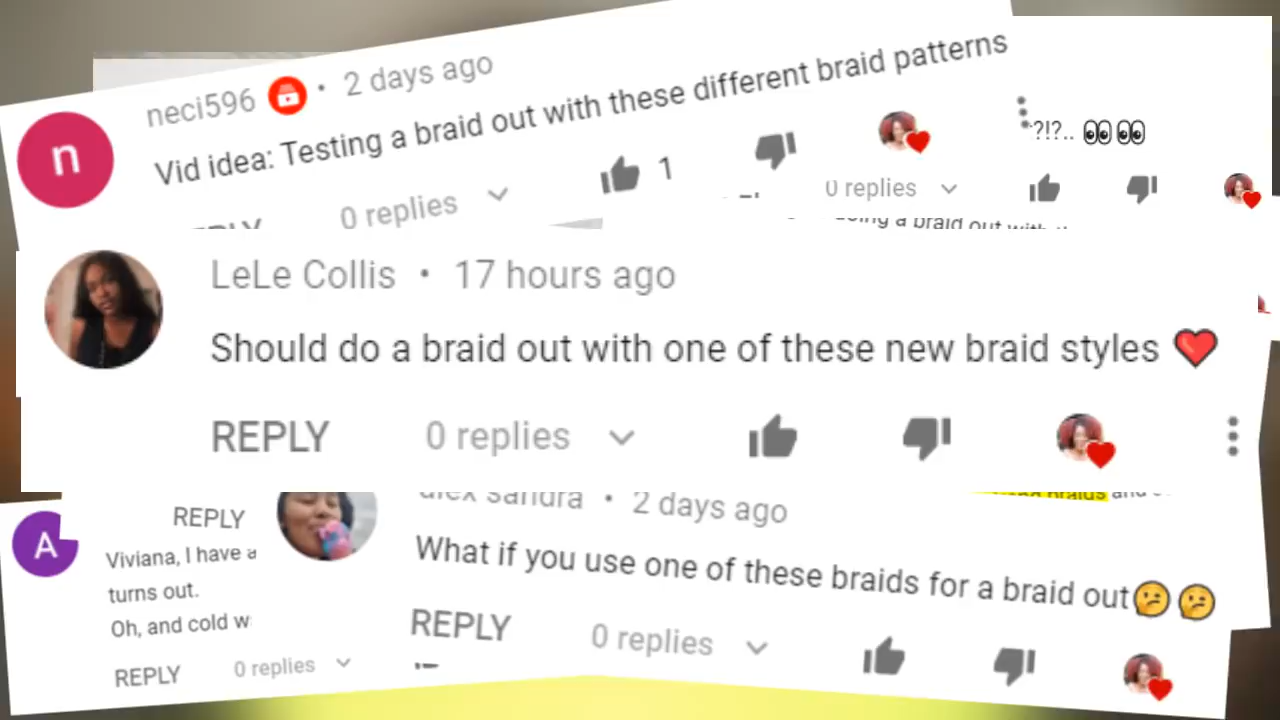 neci596 • 2 days ago
Vid idea: Testing a braid out with these different braid patterns
1
0 replies
?!?.. 👀👀
0 replies
LeLe Collis • 17 hours ago
Should do a braid out with one of these new braid styles ❤️
REPLY 0 replies
A
REPLY
Viviana, I have a
turns out.
Oh, and cold w
REPLY 0 replies
alex sandra • 2 days ago
What if you use one of these braids for a braid out🫤🫤
REPLY 0 replies